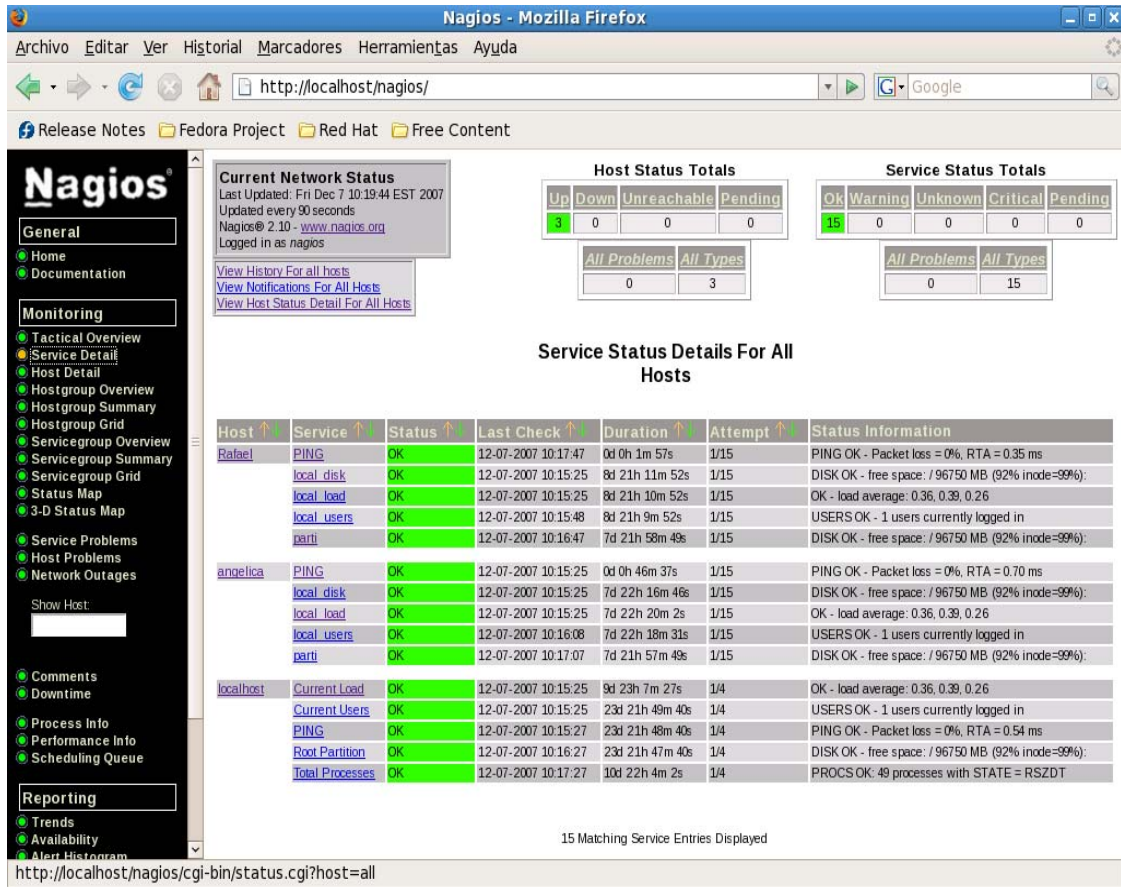 Nagios - Mozilla Firefox
Archivo Editar Ver Historial Marcadores Herramientas Ayuda
http://localhost/nagios/
G Google
Release Notes Fedora Project Red Hat Free Content
Nagios®
General
Home
Documentation
Monitoring
Tactical Overview
Service Detail
Host Detail
Hostgroup Overview
Hostgroup Summary
Hostgroup Grid
Servicegroup Overview
Servicegroup Summary
Servicegroup Grid
Status Map
3-D Status Map
Service Problems
Host Problems
Network Outages
Show Host:
Comments
Downtime
Process Info
Performance Info
Scheduling Queue
Reporting
Trends
Availability
Alert Histogram
Current Network Status
Last Updated: Fri Dec 7 10:19:44 EST 2007
Updated every 90 seconds
Nagios® 2.10 - www.nagios.org
Logged in as nagios
View History For all hosts
View Notifications For All Hosts
View Host Status Detail For All Hosts
Host Status Totals
Up Down Unreachable Pending
3 0 0 0
All Problems All Types
0 3
Service Status Totals
Ok Warning Unknown Critical Pending
15 0 0 0 0
All Problems All Types
0 15
Service Status Details For All
Hosts
Host Service Status Last Check Duration Attempt Status Information
Rafael PING OK 12-07-2007 10:17:47 0d 0h 1m 57s 1/15 PING OK - Packet loss = 0%, RTA = 0.35 ms
local_disk OK 12-07-2007 10:15:25 8d 21h 11m 52s 1/15 DISK OK - free space: / 96750 MB (92% inode=99%):
local_load OK 12-07-2007 10:15:25 8d 21h 10m 52s 1/15 OK - load average: 0.36, 0.39, 0.26
local_users OK 12-07-2007 10:15:48 8d 21h 9m 52s 1/15 USERS OK - 1 users currently logged in
parti OK 12-07-2007 10:16:47 7d 21h 58m 49s 1/15 DISK OK - free space: / 96750 MB (92% inode=99%):
angelica PING OK 12-07-2007 10:15:25 0d 0h 46m 37s 1/15 PING OK - Packet loss = 0%, RTA = 0.70 ms
local_disk OK 12-07-2007 10:15:25 7d 22h 16m 46s 1/15 DISK OK - free space: / 96750 MB (92% inode=99%):
local_load OK 12-07-2007 10:15:25 7d 22h 20m 2s 1/15 OK - load average: 0.36, 0.39, 0.26
local_users OK 12-07-2007 10:16:08 7d 22h 18m 31s 1/15 USERS OK - 1 users currently logged in
parti OK 12-07-2007 10:17:07 7d 21h 57m 49s 1/15 DISK OK - free space: / 96750 MB (92% inode=99%):
localhost Current Load OK 12-07-2007 10:15:25 9d 23h 7m 27s 1/4 OK - load average: 0.36, 0.39, 0.26
Current Users OK 12-07-2007 10:15:25 23d 21h 49m 40s 1/4 USERS OK - 1 users currently logged in
PING OK 12-07-2007 10:15:27 23d 21h 48m 40s 1/4 PING OK - Packet loss = 0%, RTA = 0.54 ms
Root Partition OK 12-07-2007 10:16:27 23d 21h 47m 40s 1/4 DISK OK - free space: / 96750 MB (92% inode=99%):
Total Processes OK 12-07-2007 10:17:27 10d 22h 4m 2s 1/4 PROCS OK: 49 processes with STATE = RSZDT
15 Matching Service Entries Displayed
http://localhost/nagios/cgi-bin/status.cgi?host=all